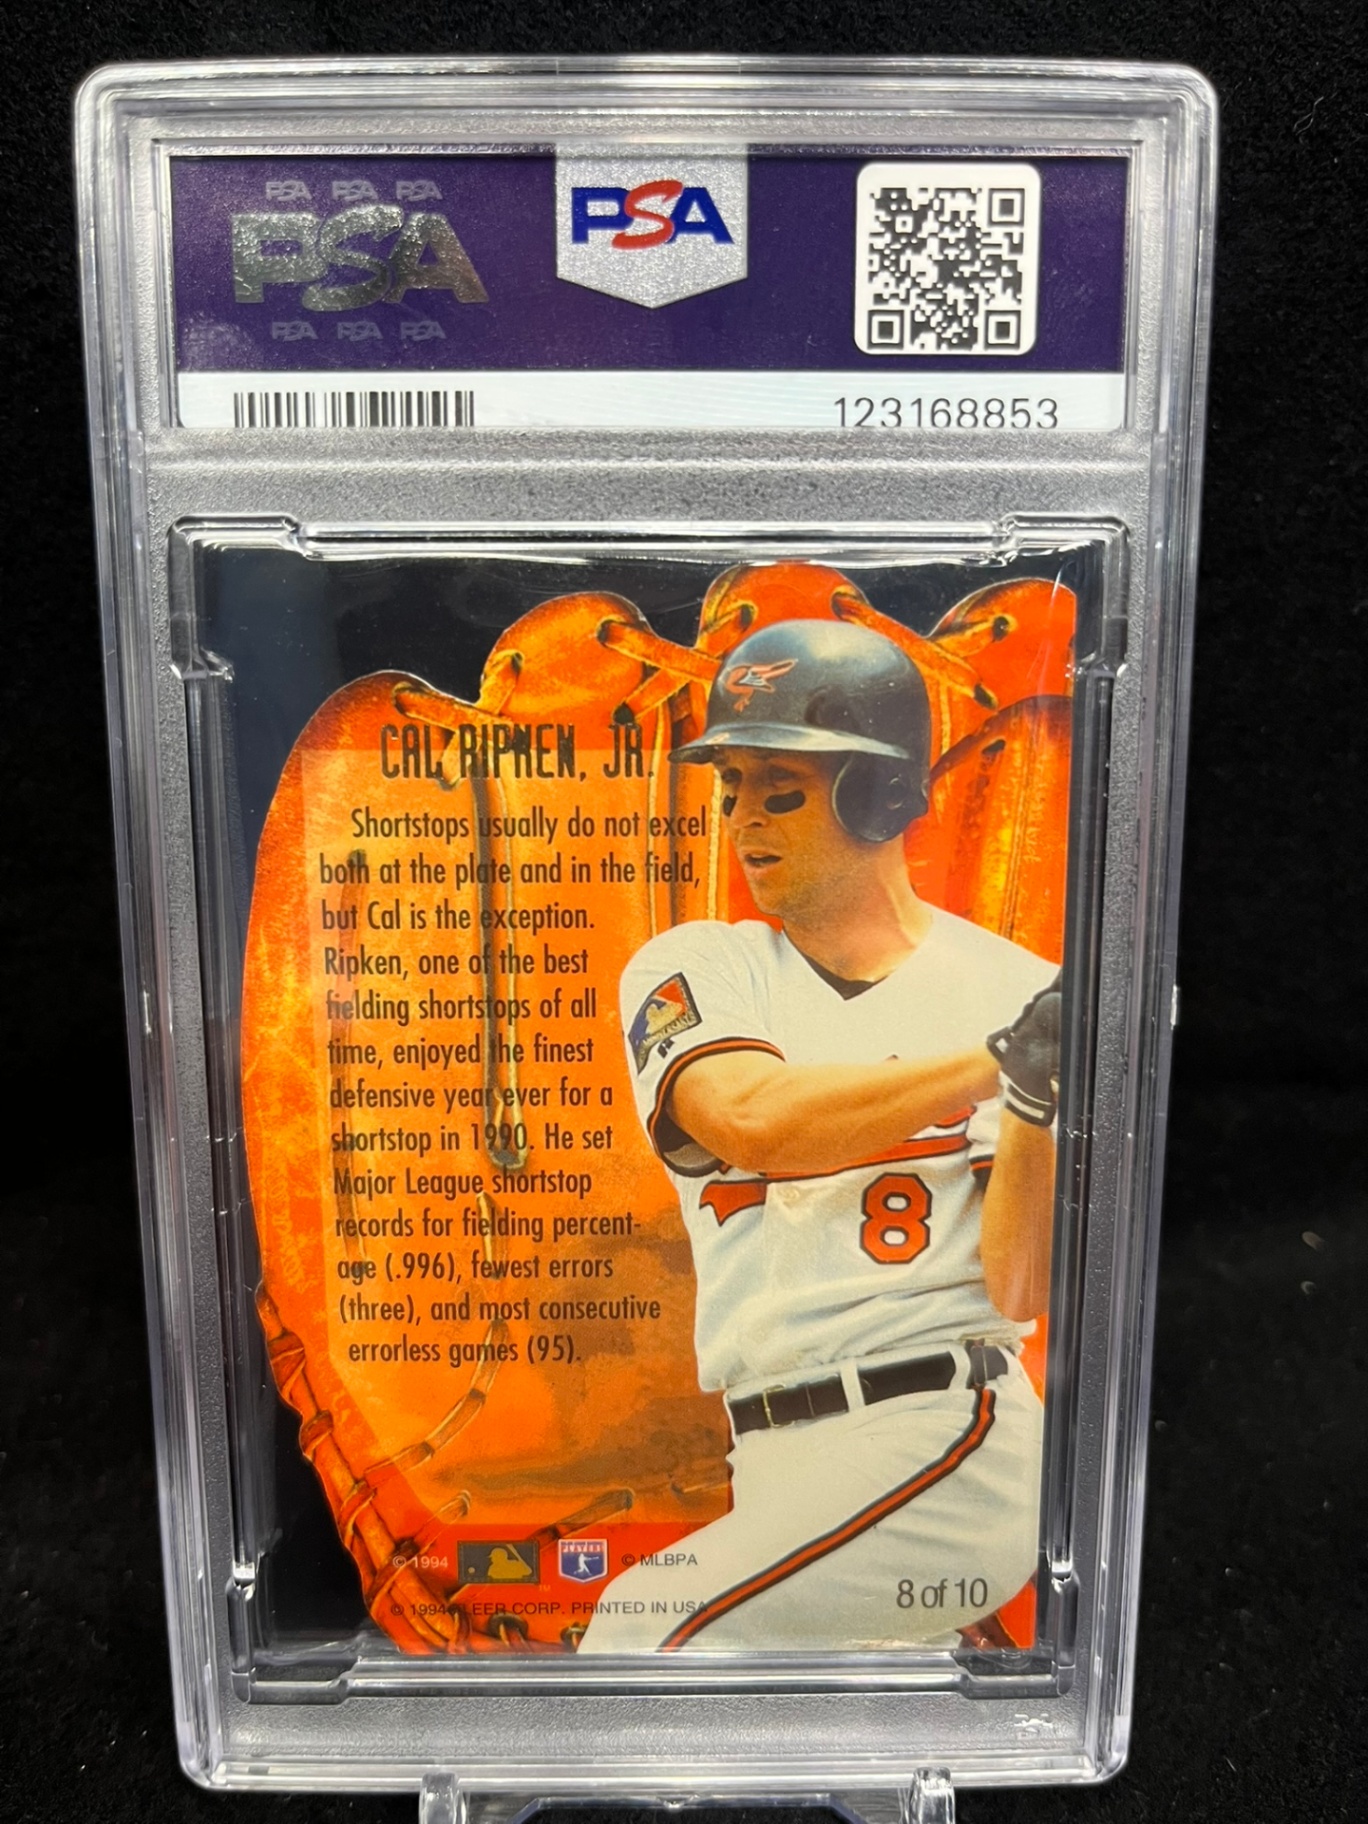 PSA PSA PSA
PSA
PSA PSA PSA
PSA
123168853
CAL RIPKEN, JR.
Shortstops usually do not excel
both at the plate and in the field,
but Cal is the exception.
Ripken, one of the best
fielding shortstops of all
time, enjoyed the finest
defensive year ever for a
shortstop in 1990. He set
Major League shortstop
records for fielding percent-
age (.996), fewest errors
(three), and most consecutive
errorless games (95).
8
© 1994
PLAYERS
© MLBPA
TM
8 of 10
© 1994 FLEER CORP. PRINTED IN USA